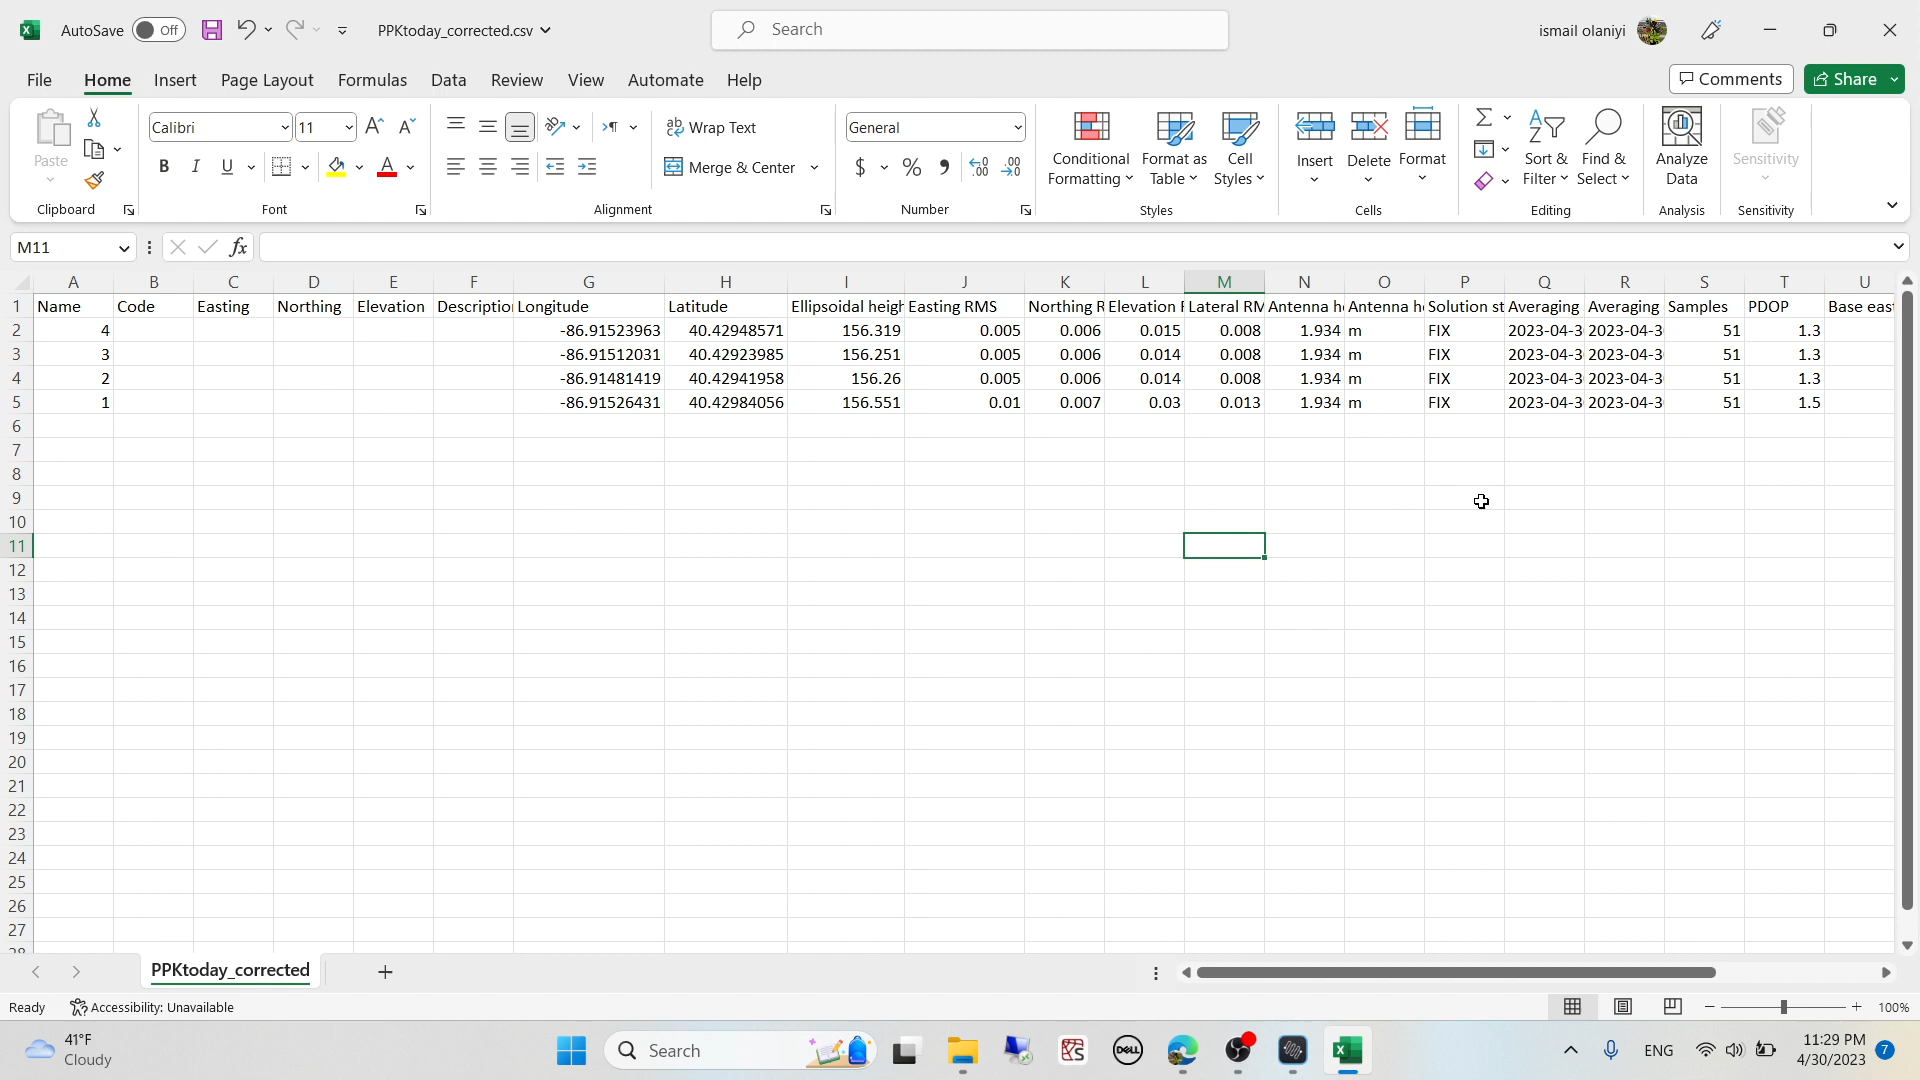 AutoSave Off PPKtoday_corrected.csv Search ismail olaniyi
File Home Insert Page Layout Formulas Data Review View Automate Help Comments Share
Paste Calibri 11 Wrap Text General Conditional Formatting Format as Table Cell Styles Insert Delete Format Sort & Filter Find & Select Analyze Data Sensitivity
Merge & Center
Clipboard Font Alignment Number Styles Cells Editing Analysis Sensitivity
M11 fx
A B C D E F G H I J K L M N O P Q R S T U
1 Name Code Easting Northing Elevation Descriptio Longitude Latitude Ellipsoidal heigh Easting RMS Northing R Elevation Lateral RM Antenna h Antenna h Solution st Averaging Averaging Samples PDOP Base eas
2 4 -86.91523963 40.42948571 156.319 0.005 0.006 0.015 0.008 1.934 m FIX 2023-04-3 2023-04-3 51 1.3
3 3 -86.91512031 40.42923985 156.251 0.005 0.006 0.014 0.008 1.934 m FIX 2023-04-3 2023-04-3 51 1.3
4 2 -86.91481419 40.42941958 156.26 0.005 0.006 0.014 0.008 1.934 m FIX 2023-04-3 2023-04-3 51 1.3
5 1 -86.91526431 40.42984056 156.551 0.01 0.007 0.03 0.013 1.934 m FIX 2023-04-3 2023-04-3 51 1.5
6
7
8
9
10
11
12
13
14
15
16
17
18
19
20
21
22
23
24
25
26
27
28
PPKtoday_corrected
Ready Accessibility: Unavailable 100%
41°F
Cloudy
Search DELL ENG 11:29 PM
4/30/2023 7